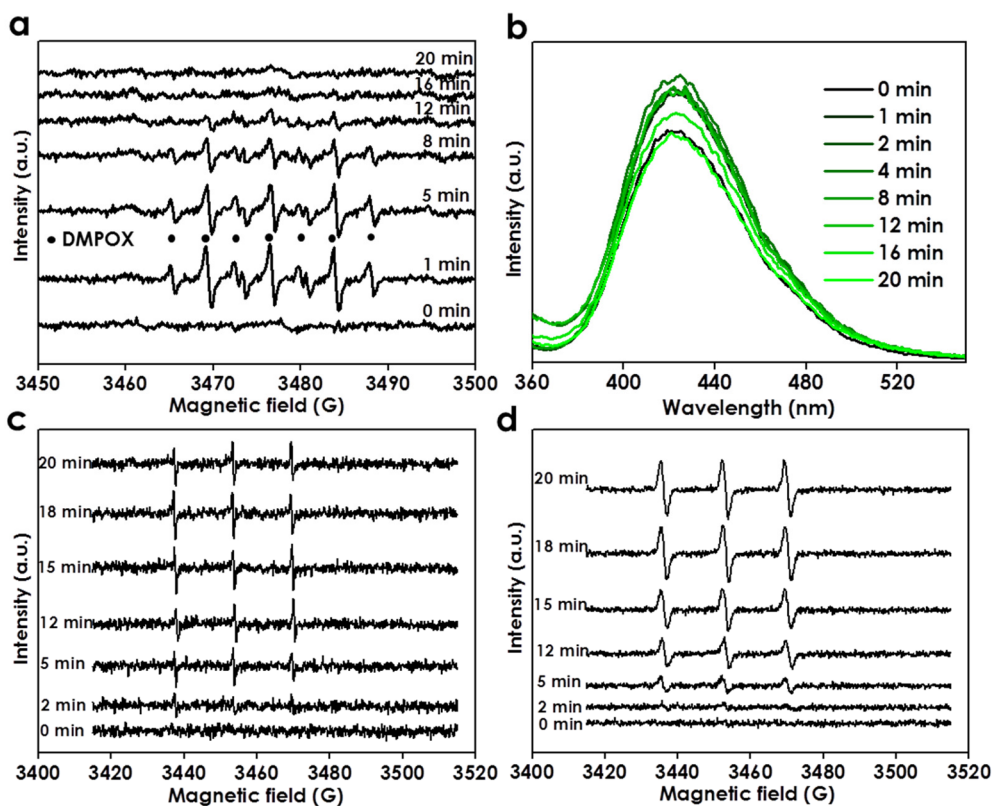 a
20 min
16 min
12 min
8 min
5 min
• DMPOX
1 min
0 min
Intensity (a.u.)
3450 3460 3470 3480 3490 3500
Magnetic field (G)
b
0 min
1 min
2 min
4 min
8 min
12 min
16 min
20 min
Intensity (a.u.)
360 400 440 480 520
Wavelength (nm)
c
20 min
18 min
15 min
12 min
5 min
2 min
0 min
Intensity (a.u.)
3400 3420 3440 3460 3480 3500 3520
Magnetic field (G)
d
20 min
18 min
15 min
12 min
5 min
2 min
0 min
Intensity (a.u.)
3400 3420 3440 3460 3480 3500 3520
Magnetic field (G)